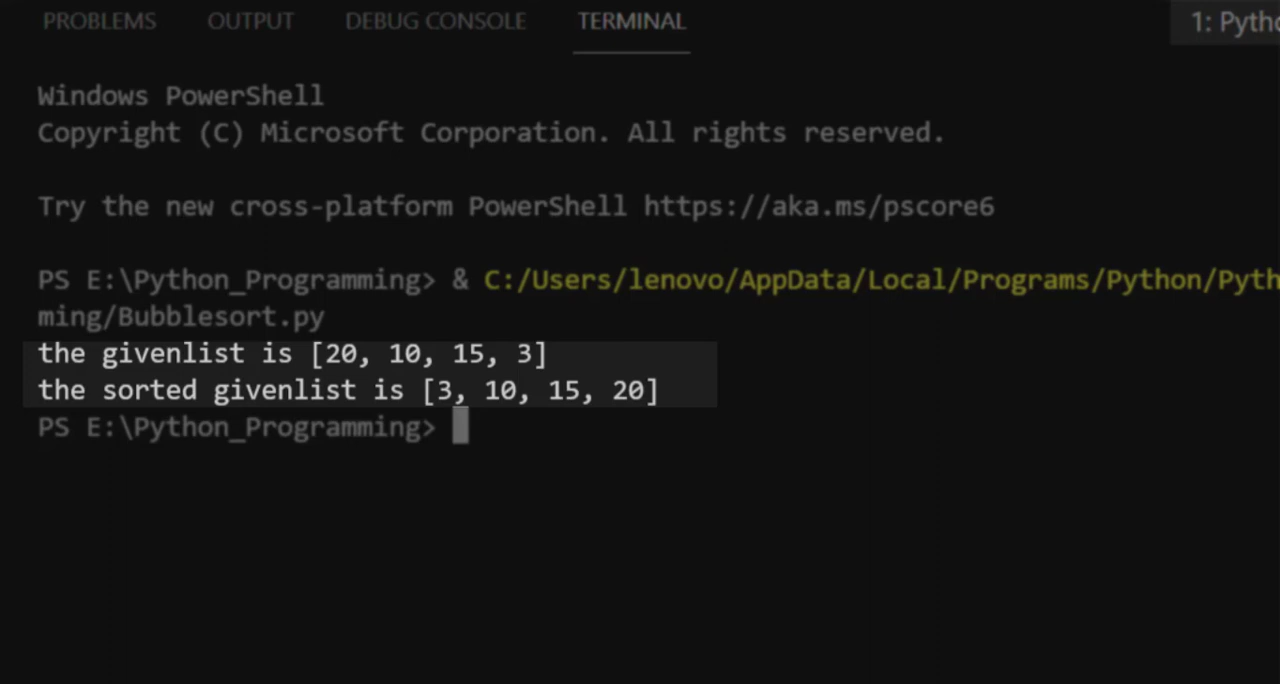 PROBLEMS OUTPUT DEBUG CONSOLE TERMINAL 1: Pytho
Windows PowerShell
Copyright (C) Microsoft Corporation. All rights reserved.
Try the new cross-platform PowerShell https://aka.ms/pscore6
PS E:\Python_Programming> & C:/Users/lenovo/AppData/Local/Programs/Python/Pyth
ming/Bubblesort.py
the givenlist is [20, 10, 15, 3]
the sorted givenlist is [3, 10, 15, 20]
PS E:\Python_Programming>